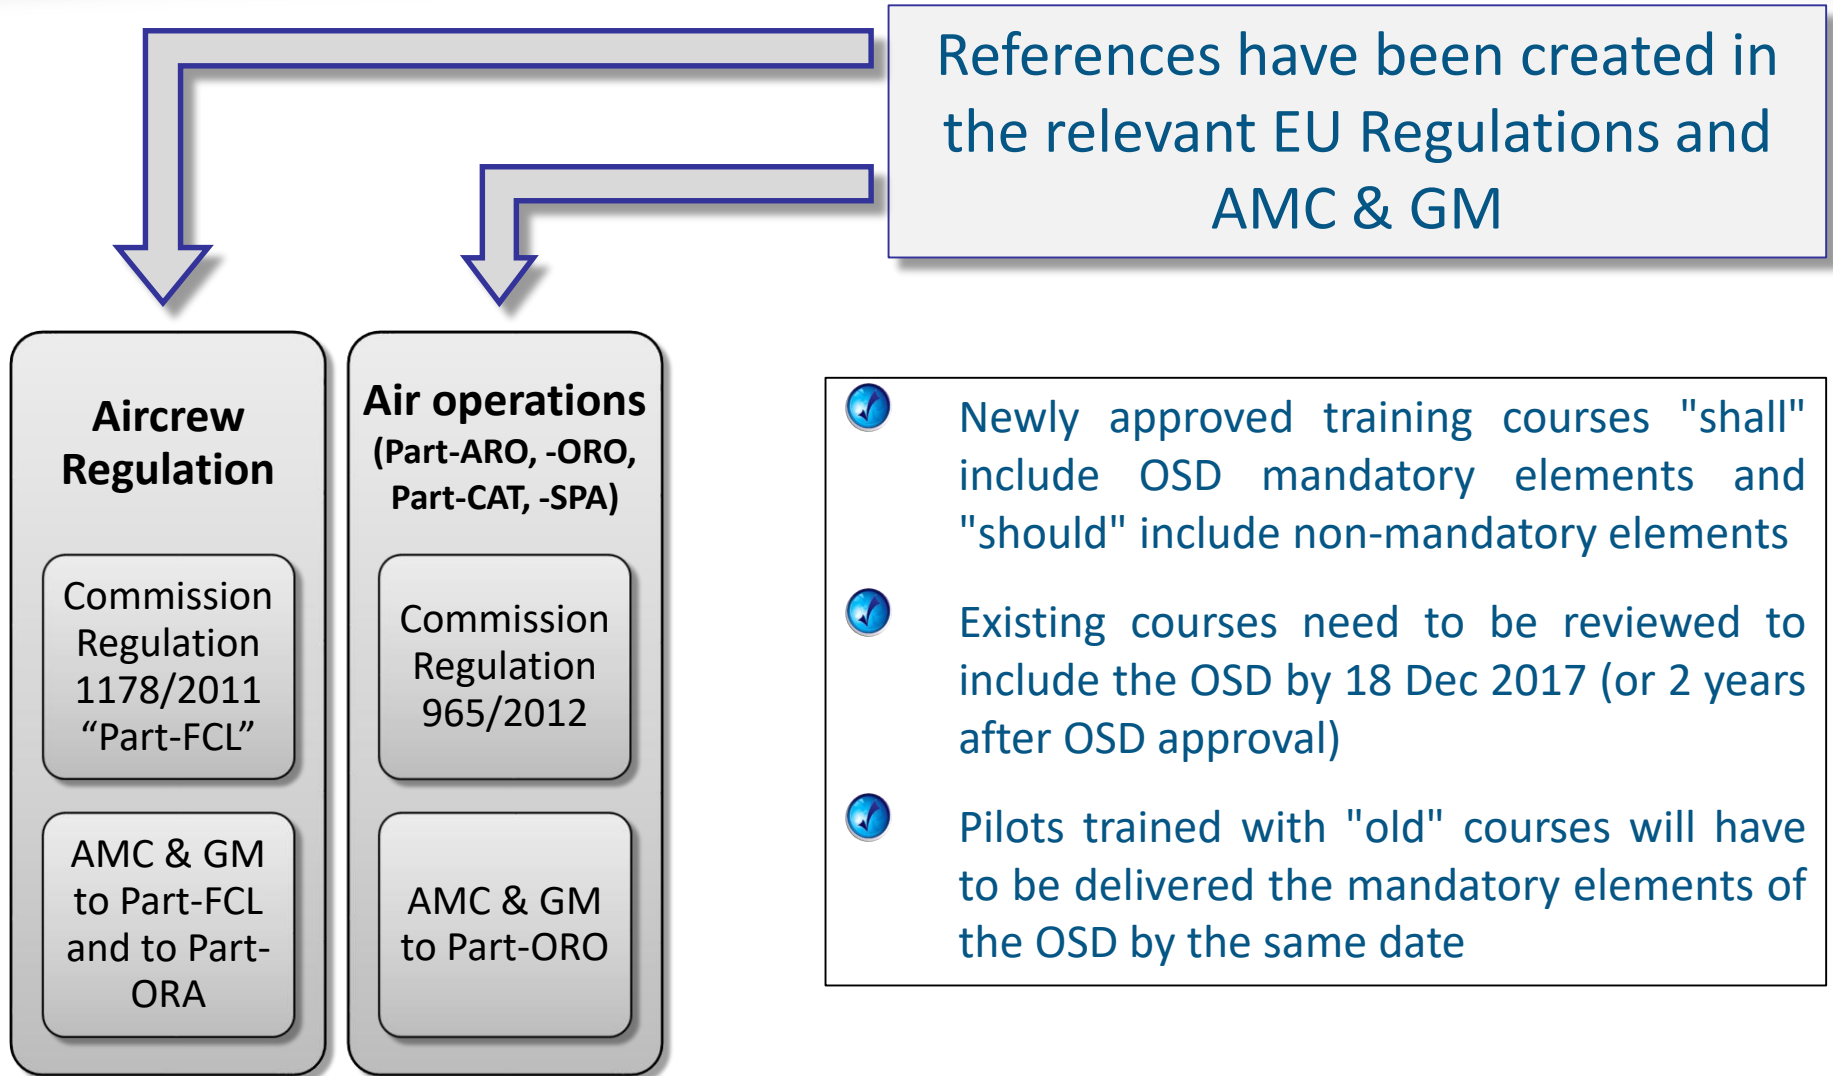 References have been created in
the relevant EU Regulations and
AMC & GM
Aircrew
Regulation
Commission
Regulation
1178/2011
“Part-FCL”
AMC & GM
to Part-FCL
and to Part-
ORA
Air operations
(Part-ARO, -ORO,
Part-CAT, -SPA)
Commission
Regulation
965/2012
AMC & GM
to Part-ORO
Newly approved training courses "shall"
include OSD mandatory elements and
"should" include non-mandatory elements
Existing courses need to be reviewed to
include the OSD by 18 Dec 2017 (or 2 years
after OSD approval)
Pilots trained with "old" courses will have
to be delivered the mandatory elements of
the OSD by the same date